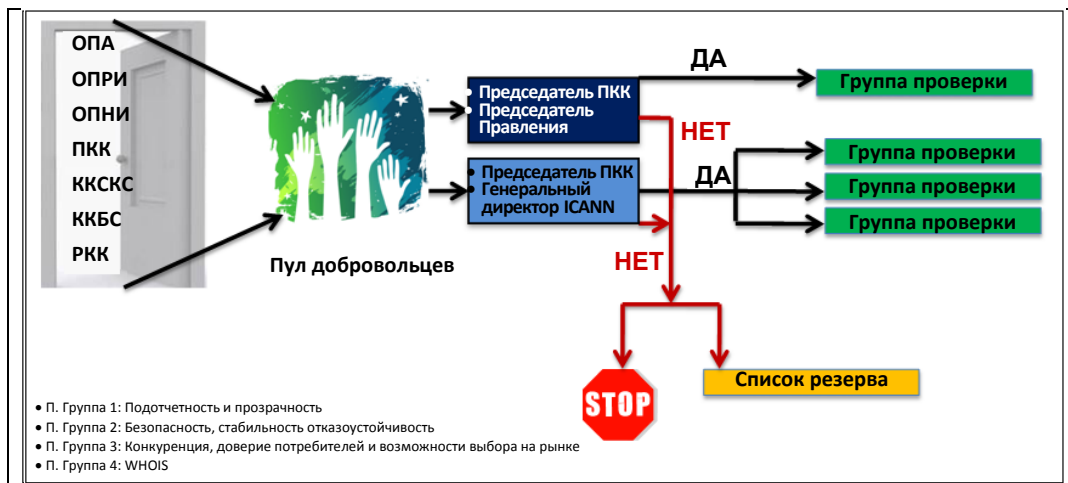 ОПА
ОПРИ
ОПНИ
ПКК
ККСКС
ККБС
РКК
Пул добровольцев
• Председатель ПКК
• Председатель
Правления
• Председатель ПКК
• Генеральный
директор ICANN
ДА
НЕТ
ДА
НЕТ
Группа проверки
Группа проверки
Группа проверки
Группа проверки
STOP
Список резерва
• П. Группа 1: Подотчетность и прозрачность
• П. Группа 2: Безопасность, стабильность отказоустойчивость
• П. Группа 3: Конкуренция, доверие потребителей и возможности выбора на рынке
• П. Группа 4: WHOIS